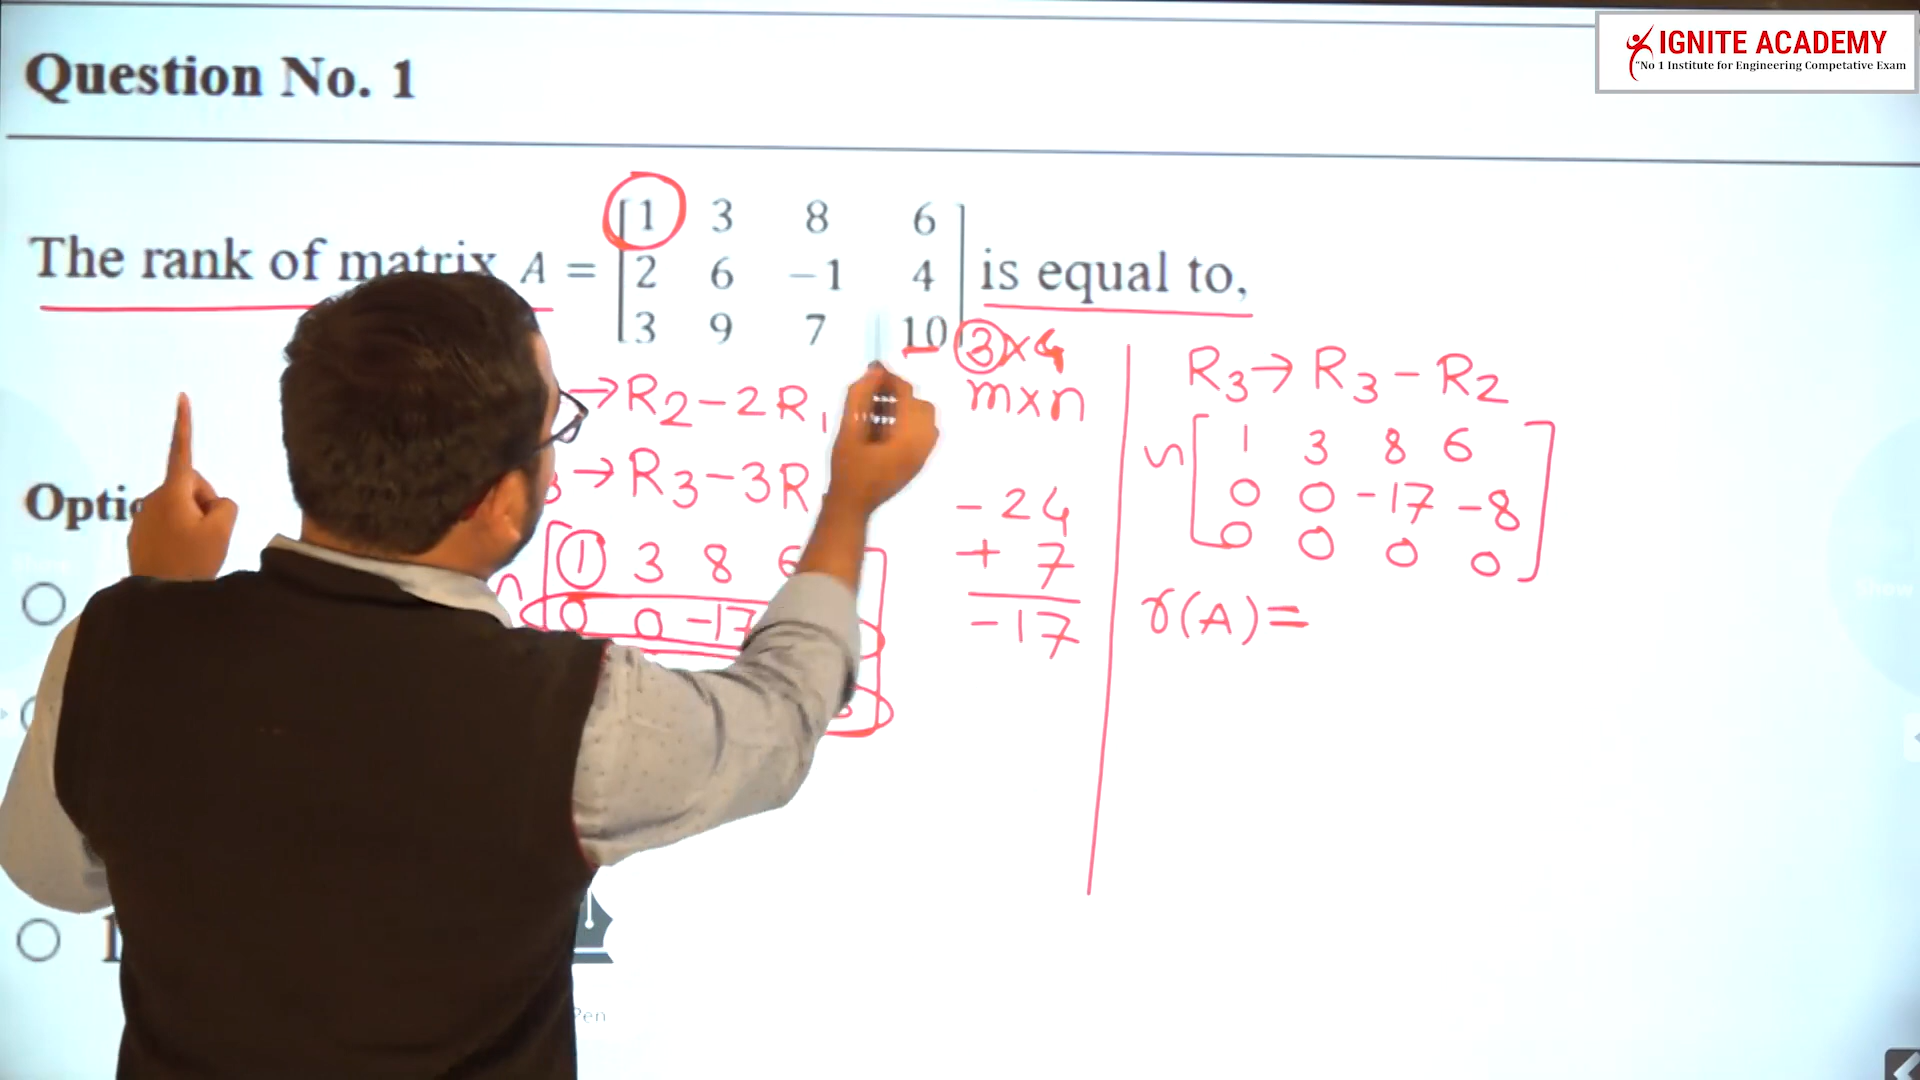 IGNITE ACADEMY
"No 1 Institute for Engineering Competative Exam
Question No. 1
The rank of matrix A = [1 3 8 6
2 6 −1 4
3 9 7 10] is equal to,
3×4
m×n
→ R2 − 2R1
3 → R3 − 3R
~ [1 3 8 6
0 0 −17
− 24
+ 7
− 17
R3 → R3 − R2
~ [1 3 8 6
0 0 −17 −8
0 0 0 0]
r(A) =
Pen